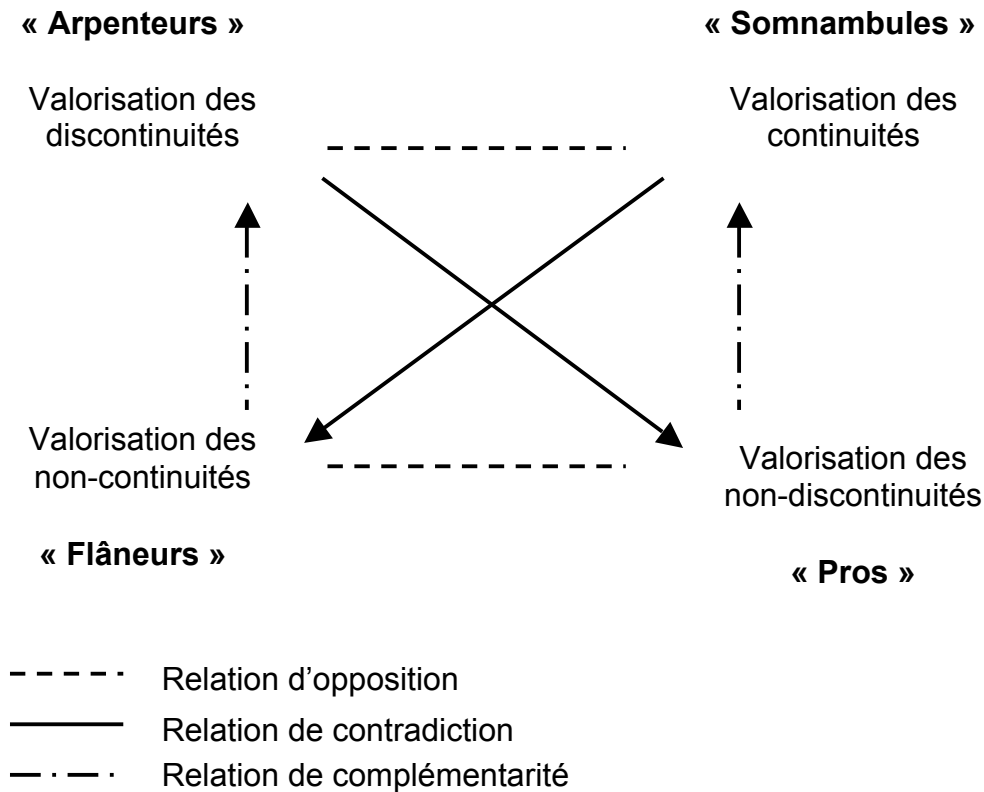 « Arpenteurs »
« Somnambules »
Valorisation des
discontinuités
Valorisation des
continuités
Valorisation des
non-continuités
Valorisation des
non-discontinuités
« Flâneurs »
« Pros »
Relation d’opposition
Relation de contradiction
Relation de complémentarité